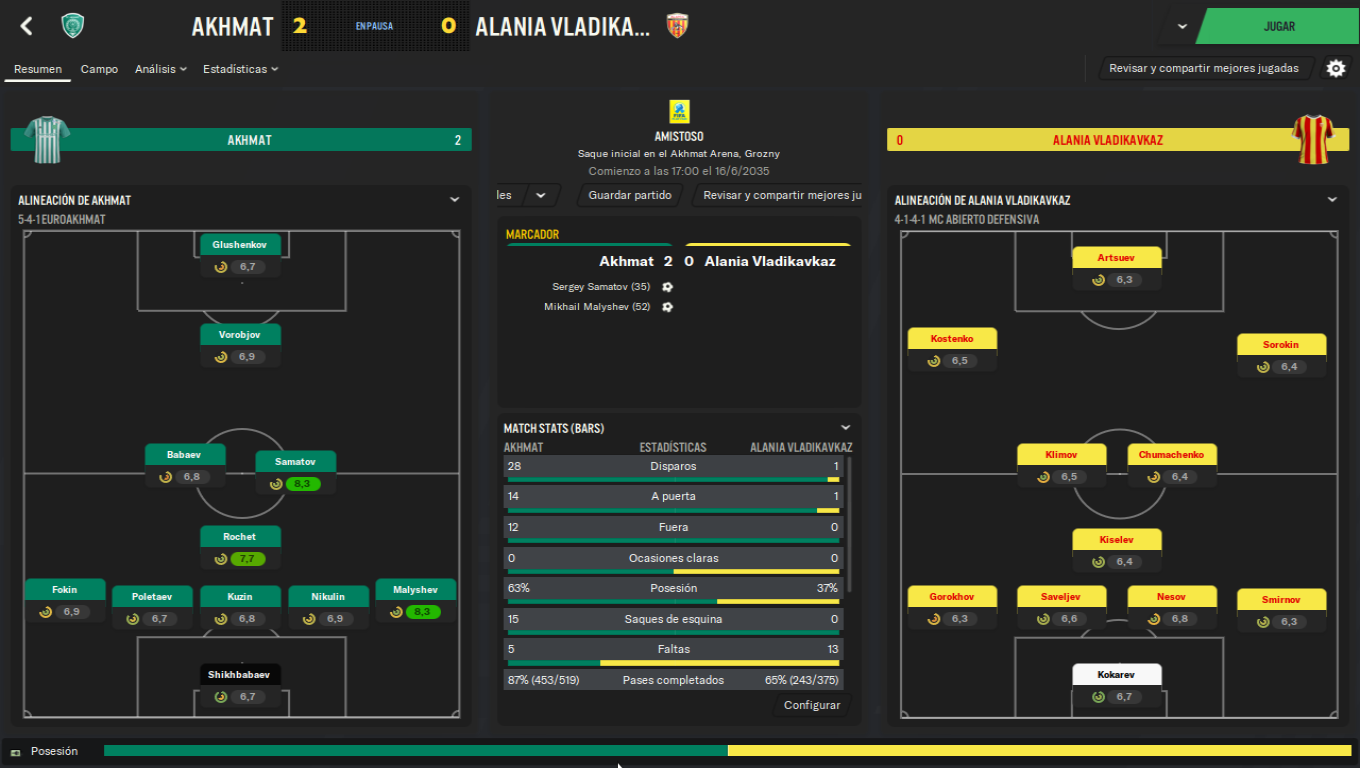 AKHMAT 2 EN PAUSA 0 ALANIA VLADIKA...
JUGAR
Resumen Campo Análisis Estadísticas
Revisar y compartir mejores jugadas
AKHMAT 2
ALINEACIÓN DE AKHMAT
5-4-1 EUROAKHMAT
Glushenkov
6,7
Vorobjov
6,9
Babaev
6,8
Samatov
8,3
Rochet
7,7
Fokin
6,9
Poletaev
6,7
Kuzin
6,8
Nikulin
6,9
Malyshev
8,3
Shikhbabaev
6,7
FIFA
AMISTOSO
Saque inicial en el Akhmat Arena, Grozny
Comienzo a las 17:00 el 16/6/2035
les Guardar partido Revisar y compartir mejores ju
MARCADOR
Akhmat 2 0 Alania Vladikavkaz
Sergey Samatov (35)
Mikhail Malyshev (52)
MATCH STATS (BARS)
AKHMAT ESTADÍSTICAS ALANIA VLADIKAVKAZ
28 Disparos 1
14 A puerta 1
12 Fuera 0
0 Ocasiones claras 0
63% Posesión 37%
15 Saques de esquina 0
5 Faltas 13
87% (453/519) Pases completados 65% (243/375)
Configurar
0 ALANIA VLADIKAVKAZ
ALINEACIÓN DE ALANIA VLADIKAVKAZ
4-1-4-1 MC ABIERTO DEFENSIVA
Artsuev
6,3
Kostenko
6,5
Sorokin
6,4
Klimov
6,5
Chumachenko
6,4
Kiselev
6,4
Gorokhov
6,3
Saveljev
6,6
Nesov
6,8
Smirnov
6,3
Kokarev
6,7
Posesión